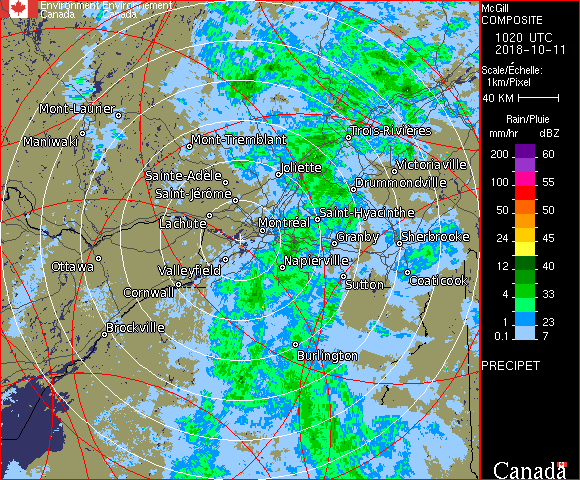 Environment Environnement
Canada Canada
McGill
COMPOSITE
1020 UTC
2018-10-11
Scale/Échelle:
1km/Pixel
40 KM
Rain/Pluie
mm/hr dBZ
200 60
100 55
50 50
24 45
12 40
4 33
1 23
0.1 7
PRECIPET
Canada
Mont-Laurier
Maniwaki
Mont-Tremblant
Trois-Rivières
Sainte-Adèle
Joliette
Victoriaville
Saint-Jérôme
Drummondville
Lachute
Saint-Hyacinthe
Montréal
Granby
Sherbrooke
Ottawa
Valleyfield
Napierville
Cornwall
Sutton
Coaticook
Brockville
Burlington